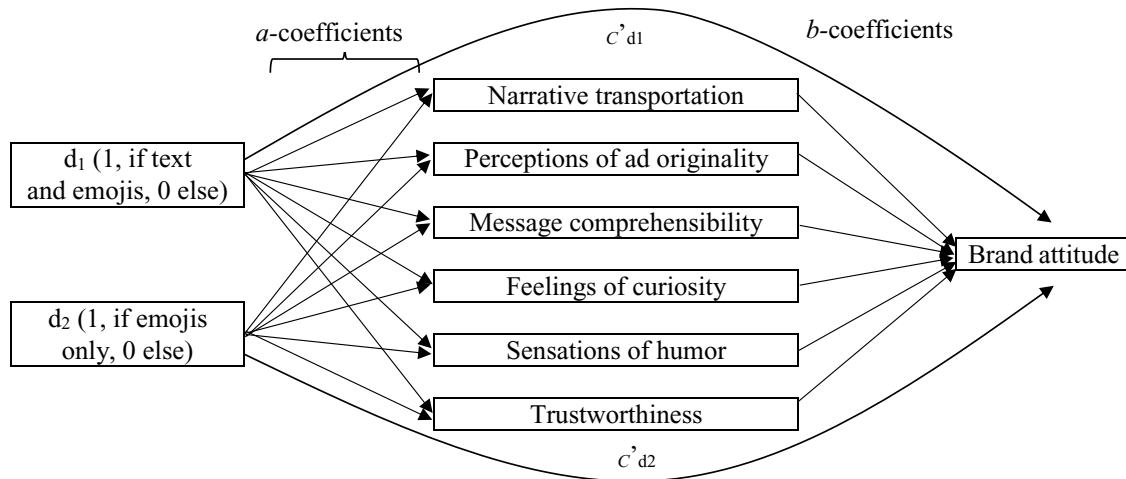 c’d1
a-coefficients
b-coefficients
Narrative transportation
d1 (1, if text
and emojis, 0 else)
Perceptions of ad originality
Message comprehensibility
Brand attitude
Feelings of curiosity
d2 (1, if emojis
only, 0 else)
Sensations of humor
Trustworthiness
c’d2